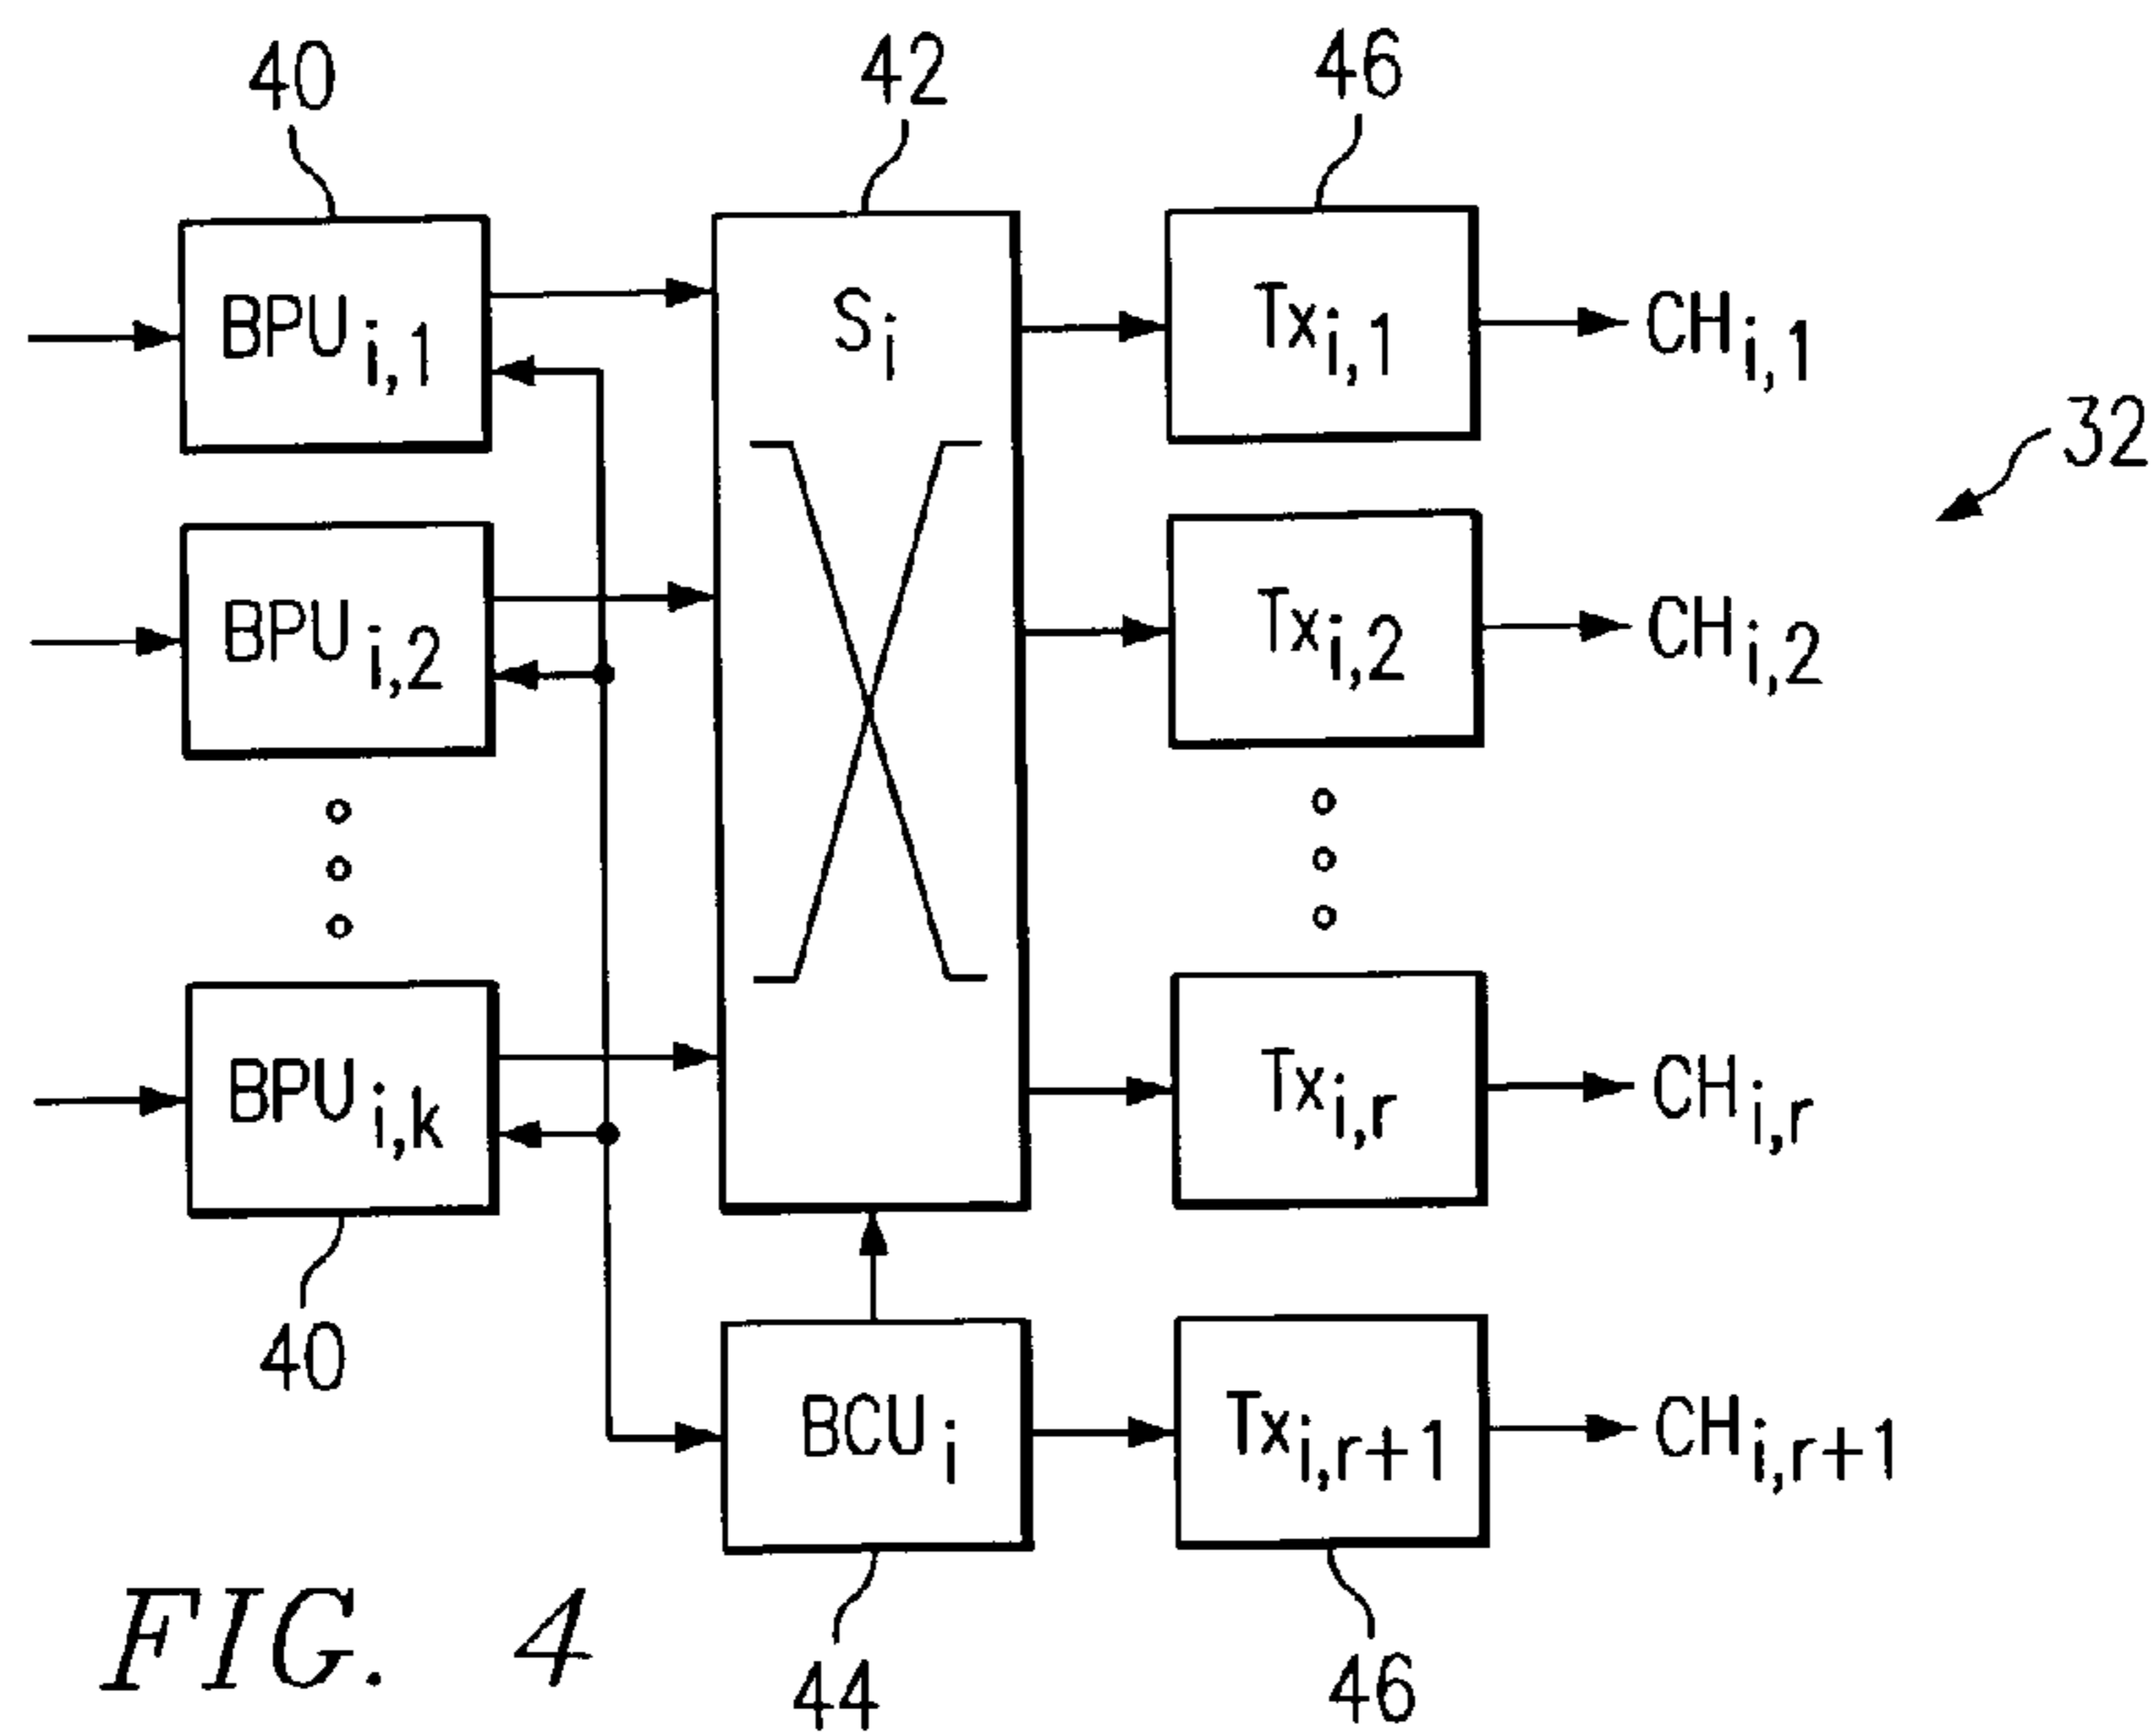 40
42
46
BPU i,1
S i
Tx i,1
CH i,1
32
BPU i,2
Tx i,2
CH i,2
BPU i,k
Tx i,r
CH i,r
40
BCU i
Tx i,r+1
CH i,r+1
FIG. 4
44
46